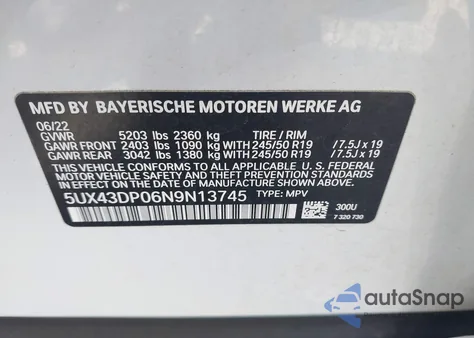 MFD BY BAYERISCHE MOTOREN WERKE AG
06/22
GVWR 5203 lbs 2360 kg TIRE / RIM
GAWR FRONT 2403 lbs 1090 kg WITH 245/50 R19 / 7.5J x 19
GAWR REAR 3042 lbs 1380 kg WITH 245/50 R19 / 7.5J x 19
THIS VEHICLE CONFORMS TO ALL APPLICABLE U.S. FEDERAL
MOTOR VEHICLE SAFETY, BUMPER AND THEFT PREVENTION
STANDARDS IN EFFECT ON THE DATE OF MANUFACTURE SHOWN ABOVE.
5UX43DP06N9N13745 TYPE: MPV
300U
7 320 730
autoSnap